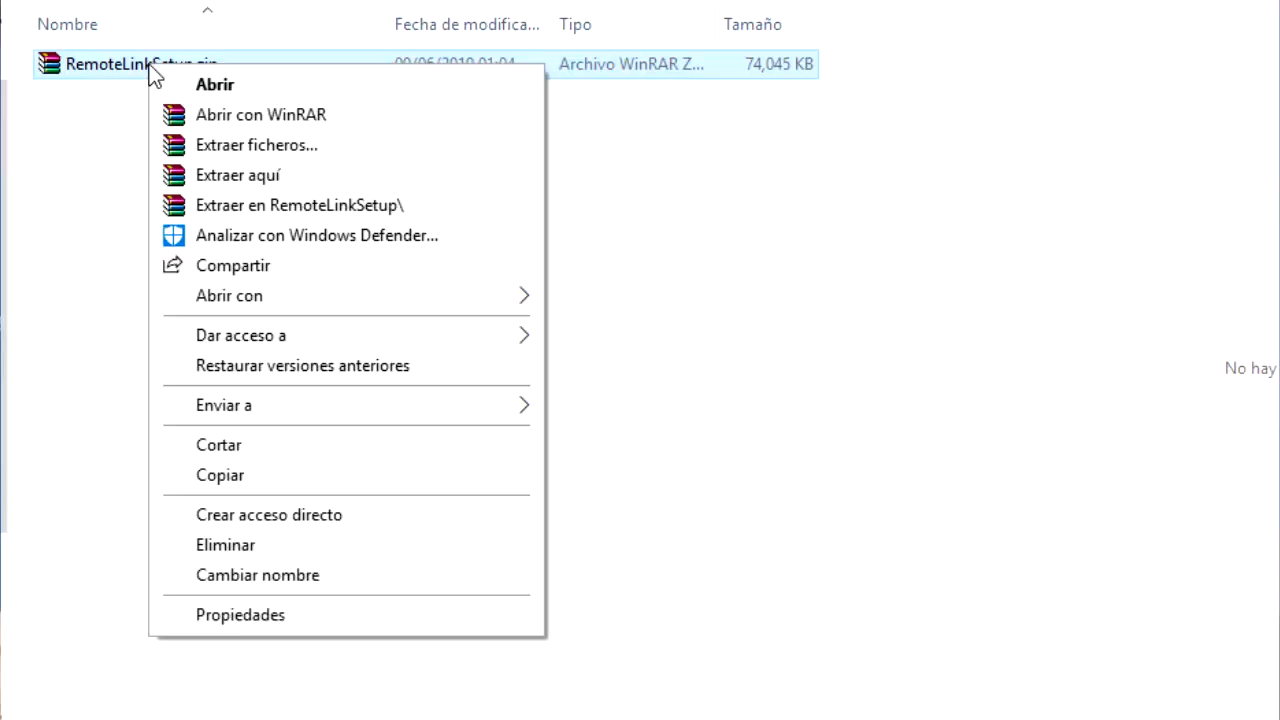 Nombre Fecha de modifica... Tipo Tamaño
RemoteLinkSetup.zip Archivo WinRAR Z... 74,045 KB
Abrir
Abrir con WinRAR
Extraer ficheros...
Extraer aquí
Extraer en RemoteLinkSetup\
Analizar con Windows Defender...
Compartir
Abrir con
Dar acceso a
Restaurar versiones anteriores
No hay
Enviar a
Cortar
Copiar
Crear acceso directo
Eliminar
Cambiar nombre
Propiedades